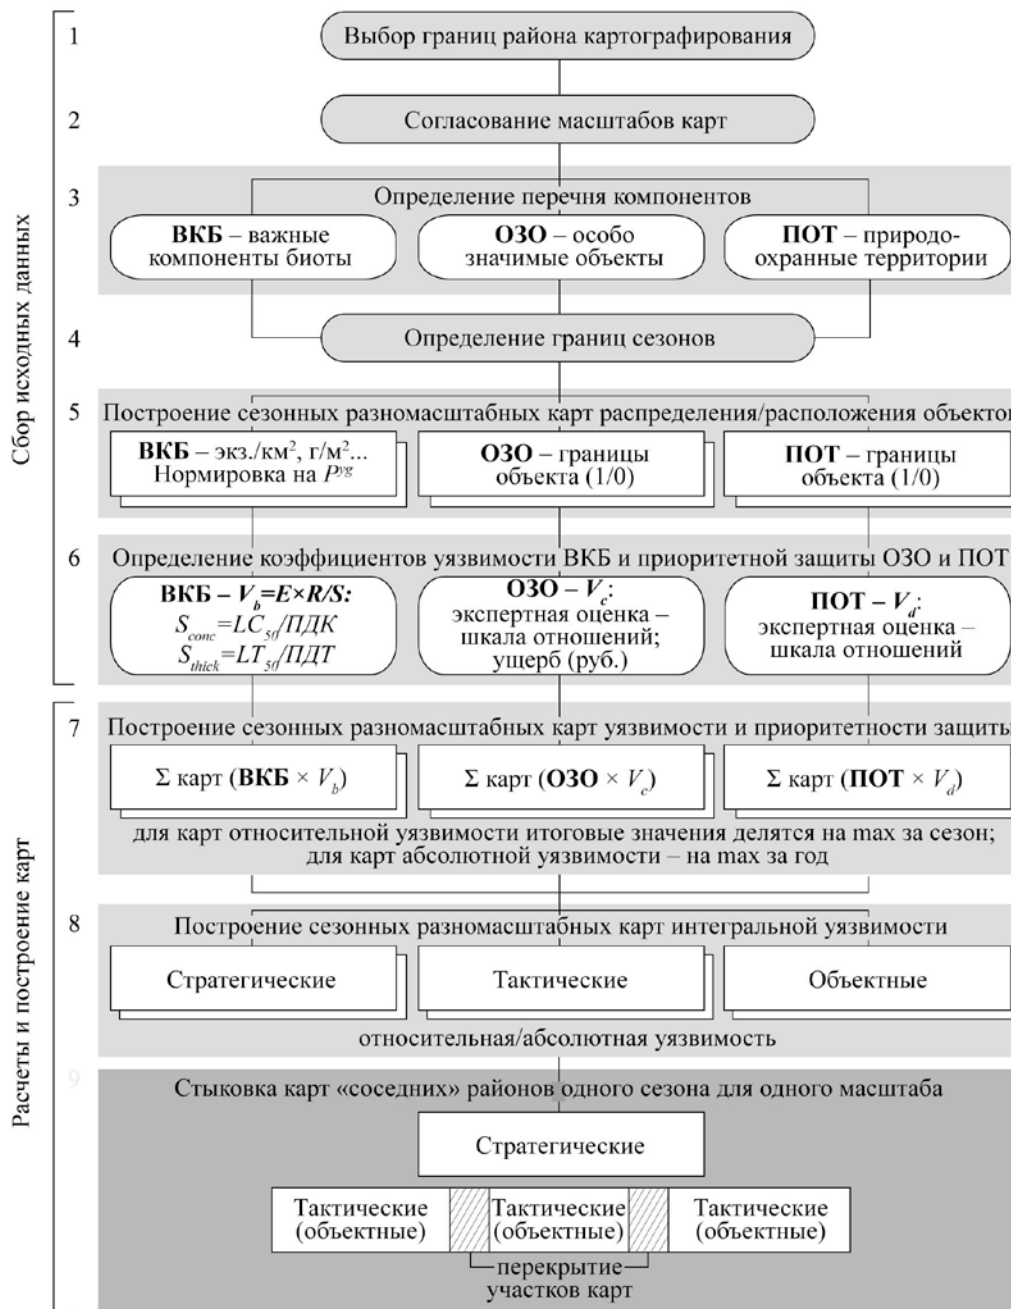 Сбор исходных данных
1
Выбор границ района картографирования
2
Согласование масштабов карт
3
Определение перечня компонентов
ВКБ – важные
компоненты биоты
ОЗО – особо
значимые объекты
ПОТ – природо-
охранные территории
4
Определение границ сезонов
5
Построение сезонных разномасштабных карт распределения/расположения объектов
ВКБ – экз./км², г/м²...
Нормировка на P^yg
ОЗО – границы
объекта (1/0)
ПОТ – границы
объекта (1/0)
6
Определение коэффициентов уязвимости ВКБ и приоритетной защиты ОЗО и ПОТ
ВКБ – V_b=E×R/S:
S_conc=LC_50/ПДК
S_thick=LT_50/ПДТ
ОЗО – V_c:
экспертная оценка –
шкала отношений;
ущерб (руб.)
ПОТ – V_d:
экспертная оценка –
шкала отношений
Расчеты и построение карт
7
Построение сезонных разномасштабных карт уязвимости и приоритетности защиты
Σ карт (ВКБ × V_b)
Σ карт (ОЗО × V_c)
Σ карт (ПОТ × V_d)
для карт относительной уязвимости итоговые значения делятся на max за сезон;
для карт абсолютной уязвимости – на max за год
8
Построение сезонных разномасштабных карт интегральной уязвимости
Стратегические
Тактические
Объектные
относительная/абсолютная уязвимость
9
Стыковка карт «соседних» районов одного сезона для одного масштаба
Стратегические
Тактические
(объектные)
Тактические
(объектные)
Тактические
(объектные)
перекрытие
участков карт